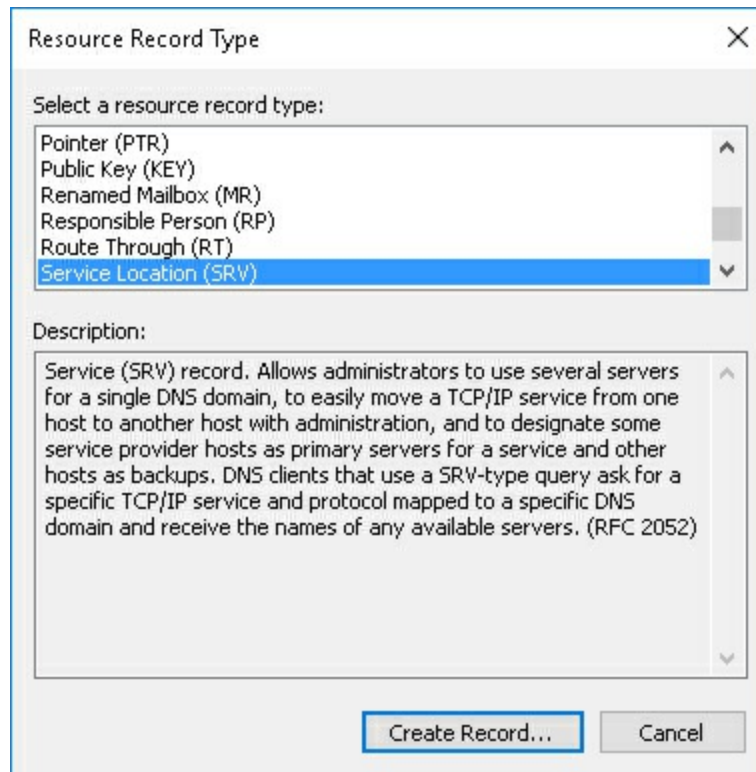 Resource Record Type
Select a resource record type:
Pointer (PTR)
Public Key (KEY)
Renamed Mailbox (MR)
Responsible Person (RP)
Route Through (RT)
Service Location (SRV)
Description:
Service (SRV) record. Allows administrators to use several servers
for a single DNS domain, to easily move a TCP/IP service from one
host to another host with administration, and to designate some
service provider hosts as primary servers for a service and other
hosts as backups. DNS clients that use a SRV-type query ask for a
specific TCP/IP service and protocol mapped to a specific DNS
domain and receive the names of any available servers. (RFC 2052)
Create Record...
Cancel